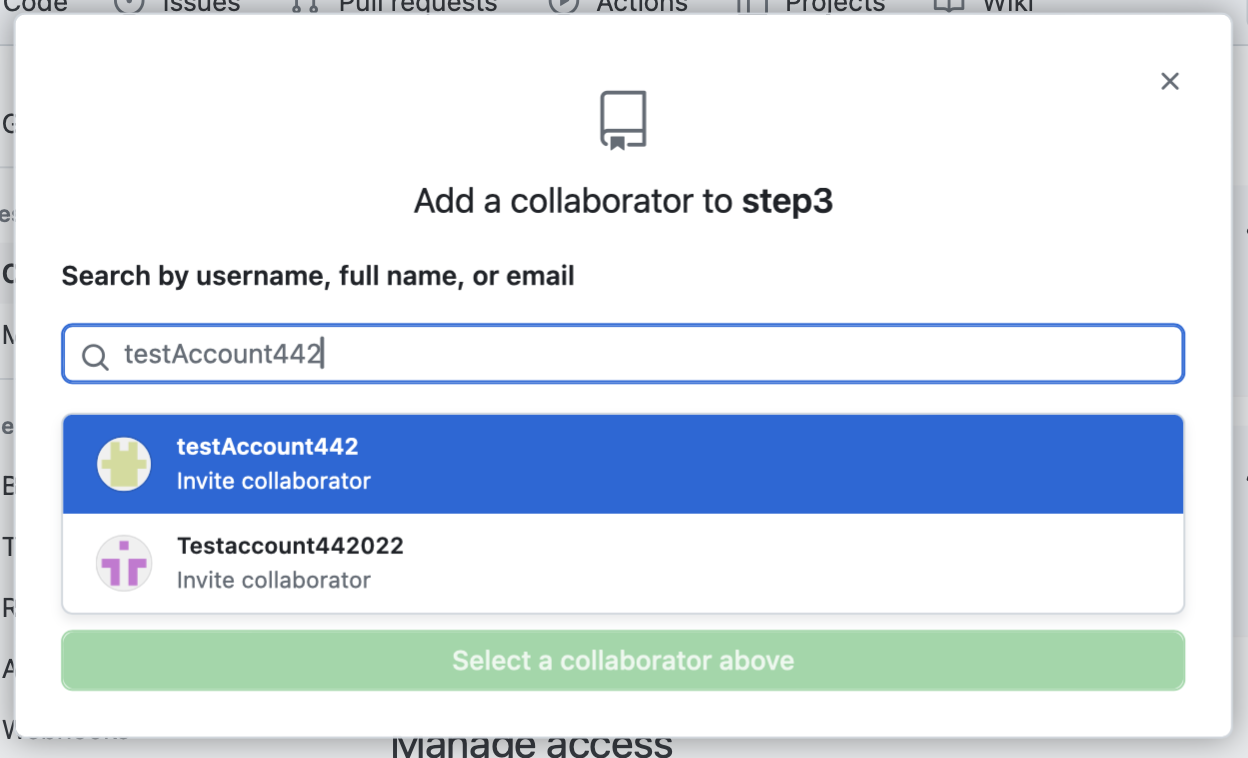 Code Issues Pull requests Actions Projects Wiki
Add a collaborator to step3
Search by username, full name, or email
testAccount442
testAccount442
Invite collaborator
Testaccount442022
Invite collaborator
Select a collaborator above
Webhooks
Manage access